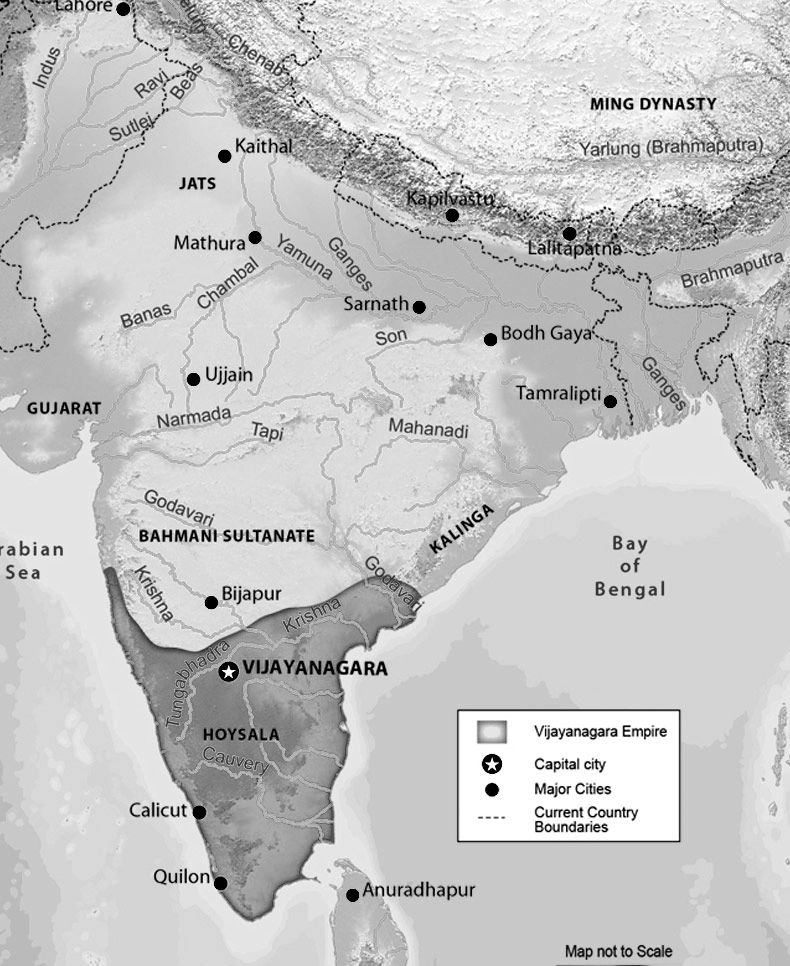 Lahore
Chenab
Indus
Ravi
Beas
Sutlej
MING DYNASTY
Yarlung (Brahmaputra)
Kaithal
JATS
Kapilvastu
Mathura
Yamuna
Ganges
Lalitapatna
Brahmaputra
Chambal
Banas
Sarnath
Son
Bodh Gaya
Ujjain
Tamralipti
Ganges
GUJARAT
Narmada
Tapi
Mahanadi
Godavari
BAHMANI SULTANATE
KALINGA
rabian
Sea
Bay
of
Bengal
Krishna
Bijapur
Godavari
Krishna
Tungabhadra
VIJAYANAGARA
HOYSALA
Cauvery
Calicut
Quilon
Anuradhapur
Vijayanagara Empire
Capital city
Major Cities
Current Country
Boundaries
Map not to Scale